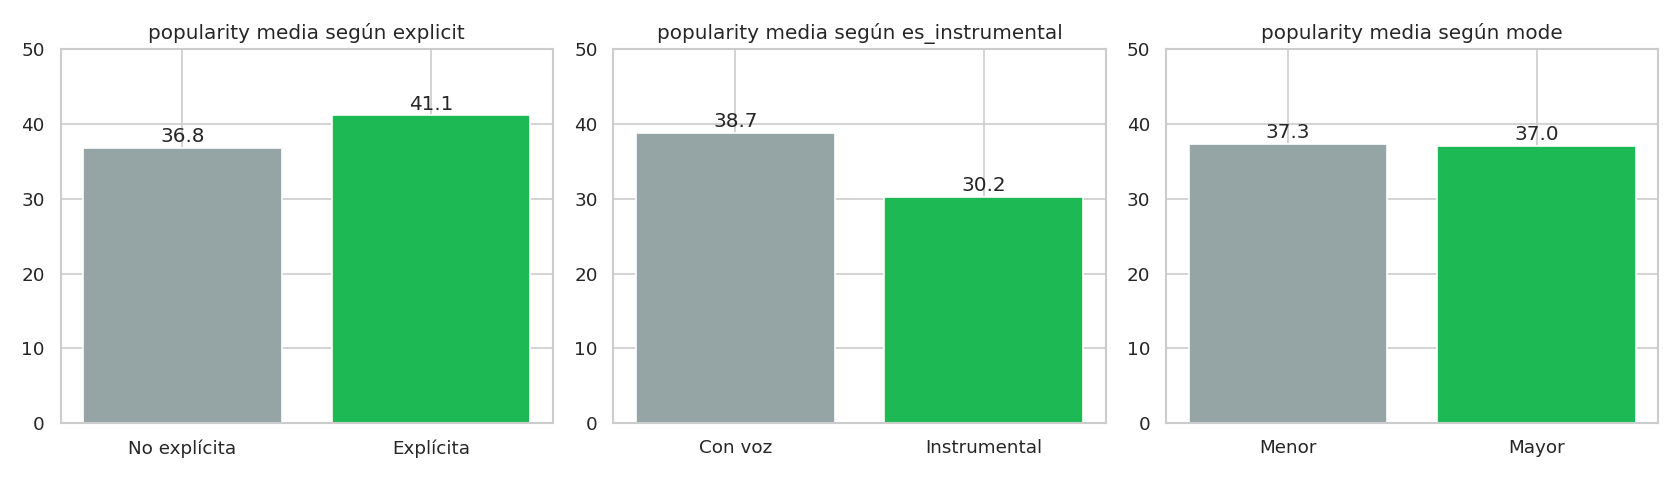 popularity media según explicit
50
40
30
20
10
0
36.8
41.1
No explícita
Explícita
popularity media según es_instrumental
50
40
30
20
10
0
38.7
30.2
Con voz
Instrumental
popularity media según mode
50
40
30
20
10
0
37.3
37.0
Menor
Mayor